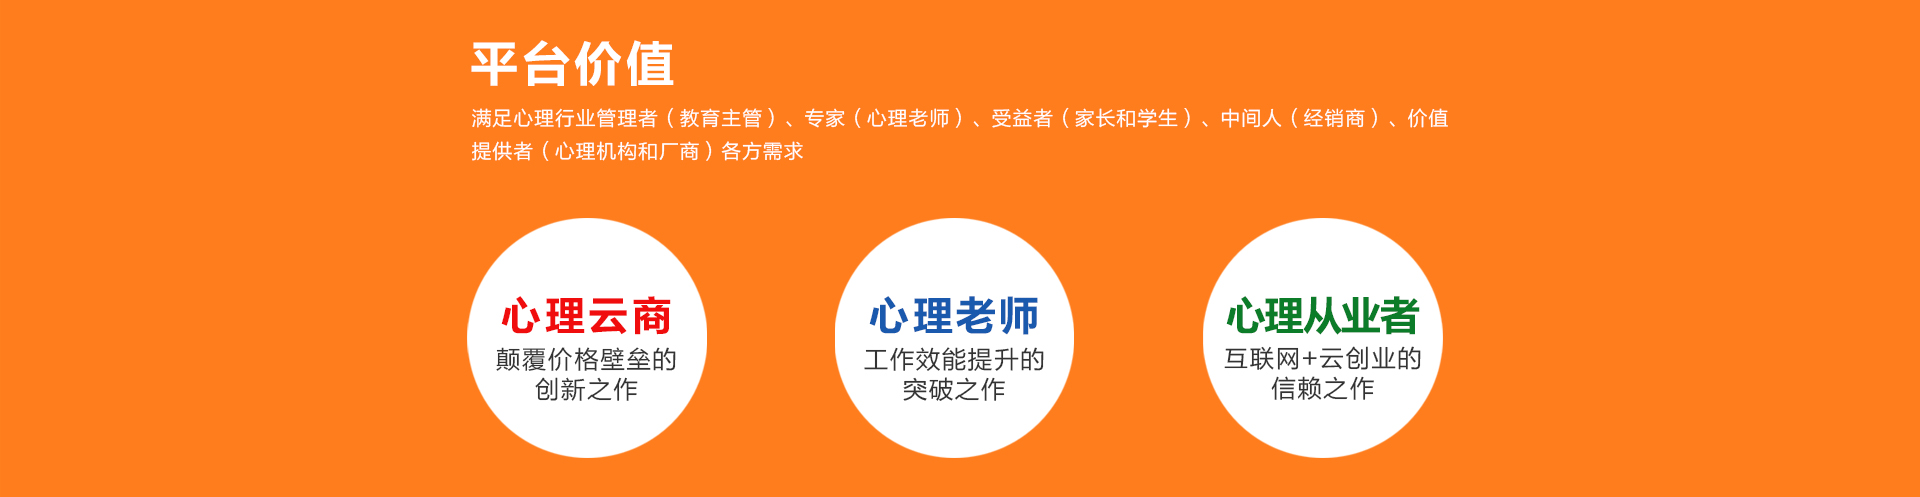 平台价值
满足心理行业管理者（教育主管）、专家（心理老师）、受益者（家长和学生）、中间人（经销商）、价值
提供者（心理机构和厂商）各方需求
心理云商
颠覆价格壁垒的
创新之作
心理老师
工作效能提升的
突破之作
心理从业者
互联网+云创业的
信赖之作